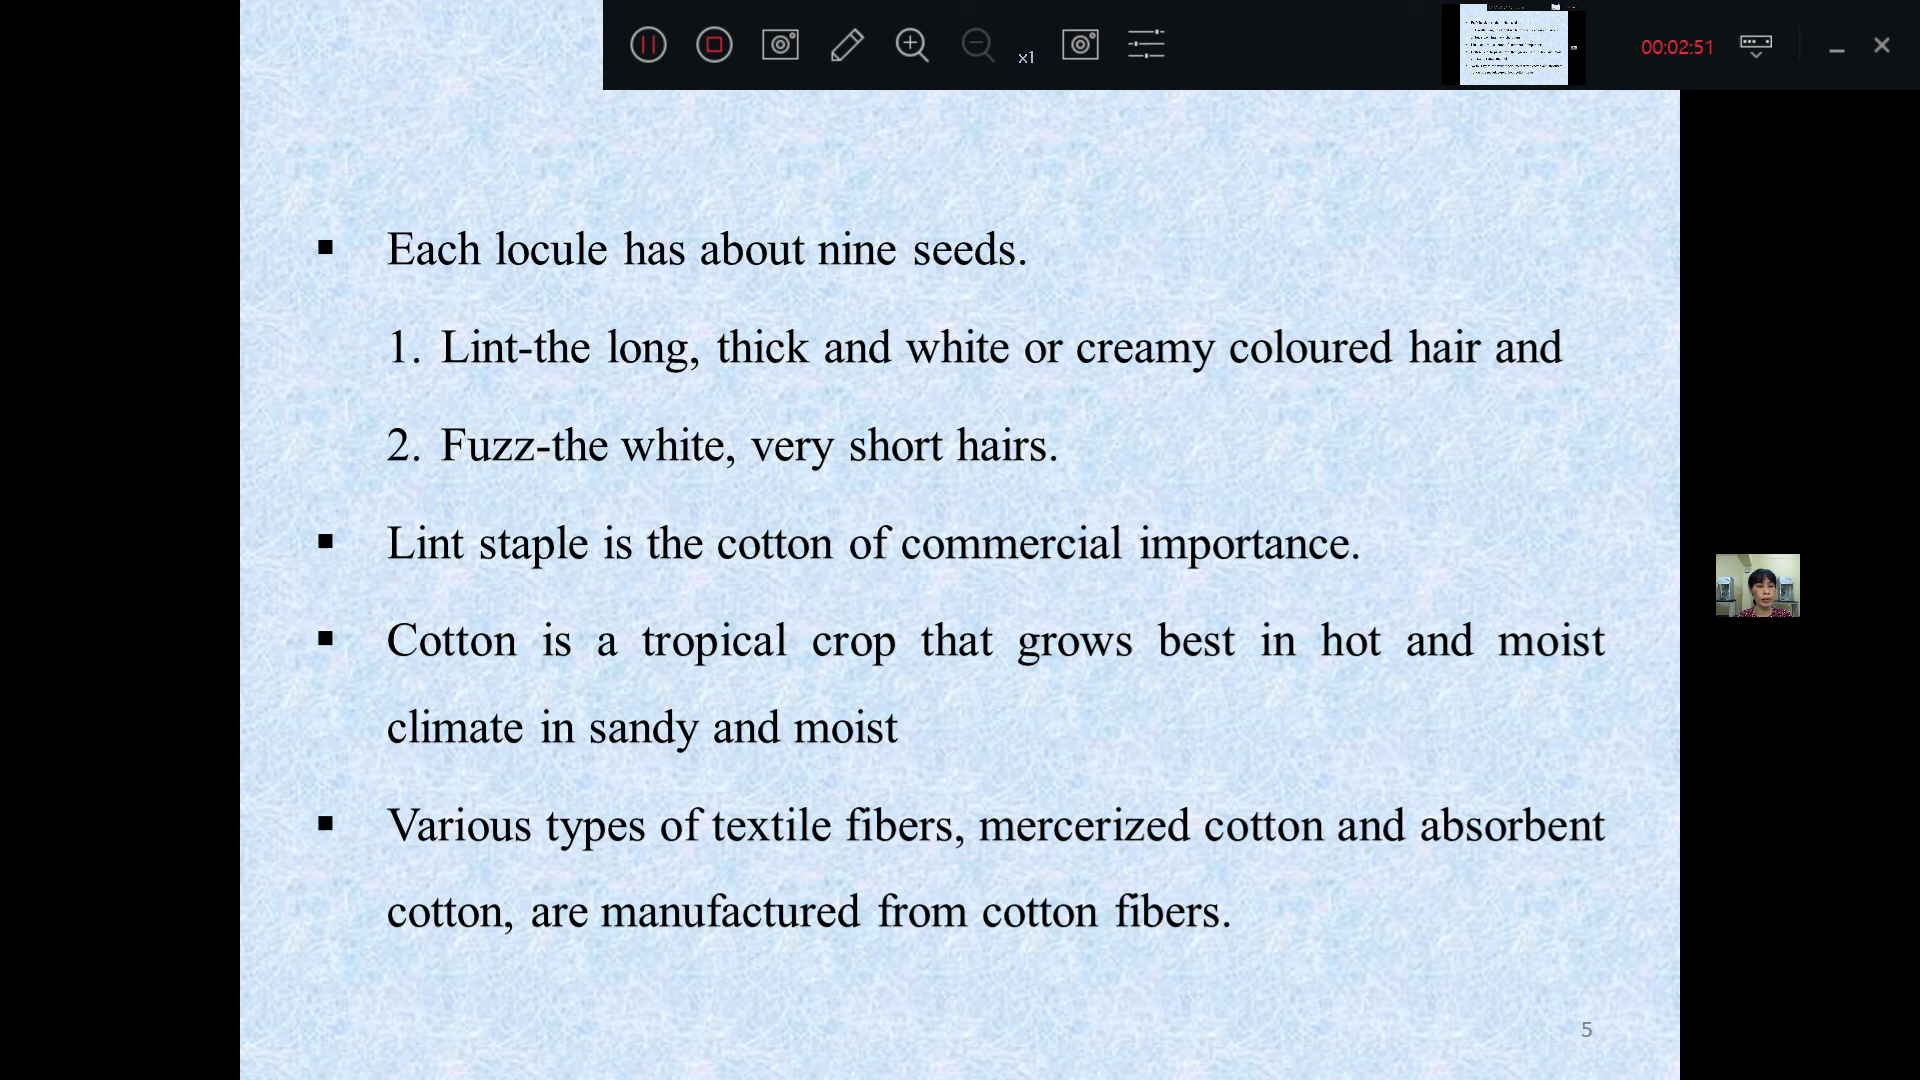 x1
00:02:51
▪ Each locule has about nine seeds.
1. Lint-the long, thick and white or creamy coloured hair and
2. Fuzz-the white, very short hairs.
▪ Lint staple is the cotton of commercial importance.
▪ Cotton is a tropical crop that grows best in hot and moist
climate in sandy and moist
▪ Various types of textile fibers, mercerized cotton and absorbent
cotton, are manufactured from cotton fibers.
5